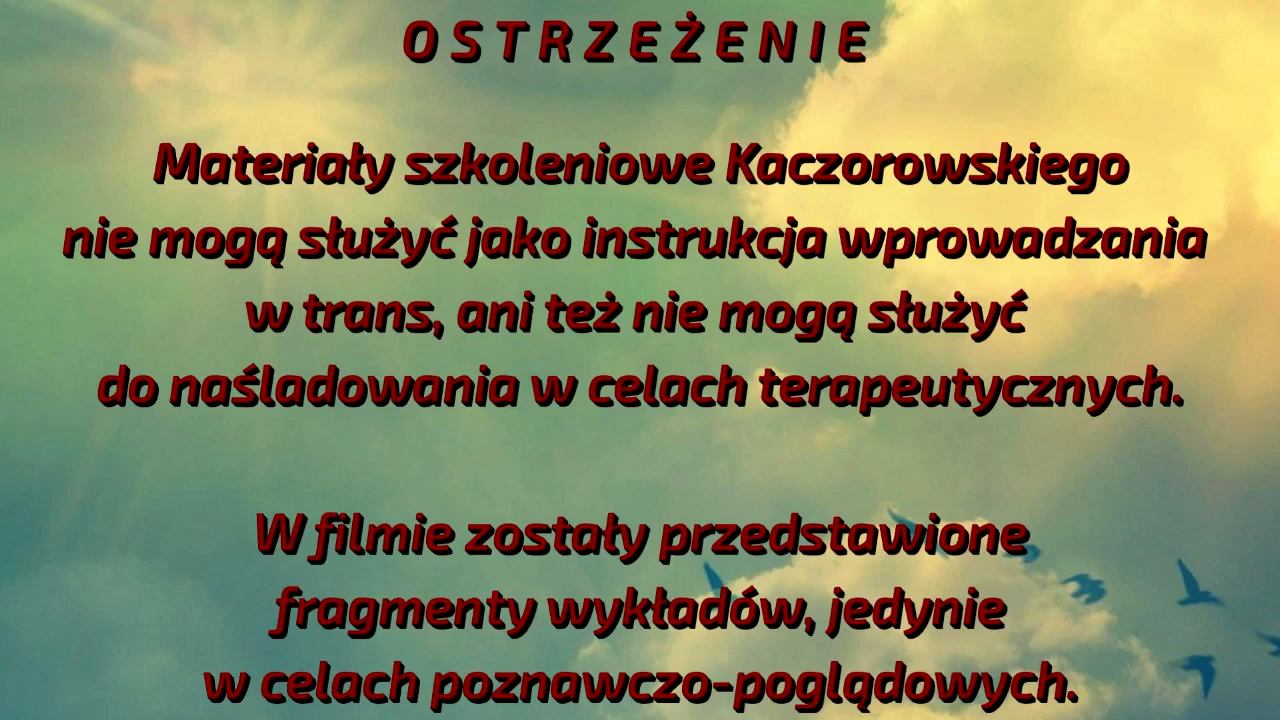 OSTRZEŻENIE
Materiały szkoleniowe Kaczorowskiego
nie mogą służyć jako instrukcja wprowadzania
w trans, ani też nie mogą służyć
do naśladowania w celach terapeutycznych.
W filmie zostały przedstawione
fragmenty wykładów, jedynie
w celach poznawczo-poglądowych.